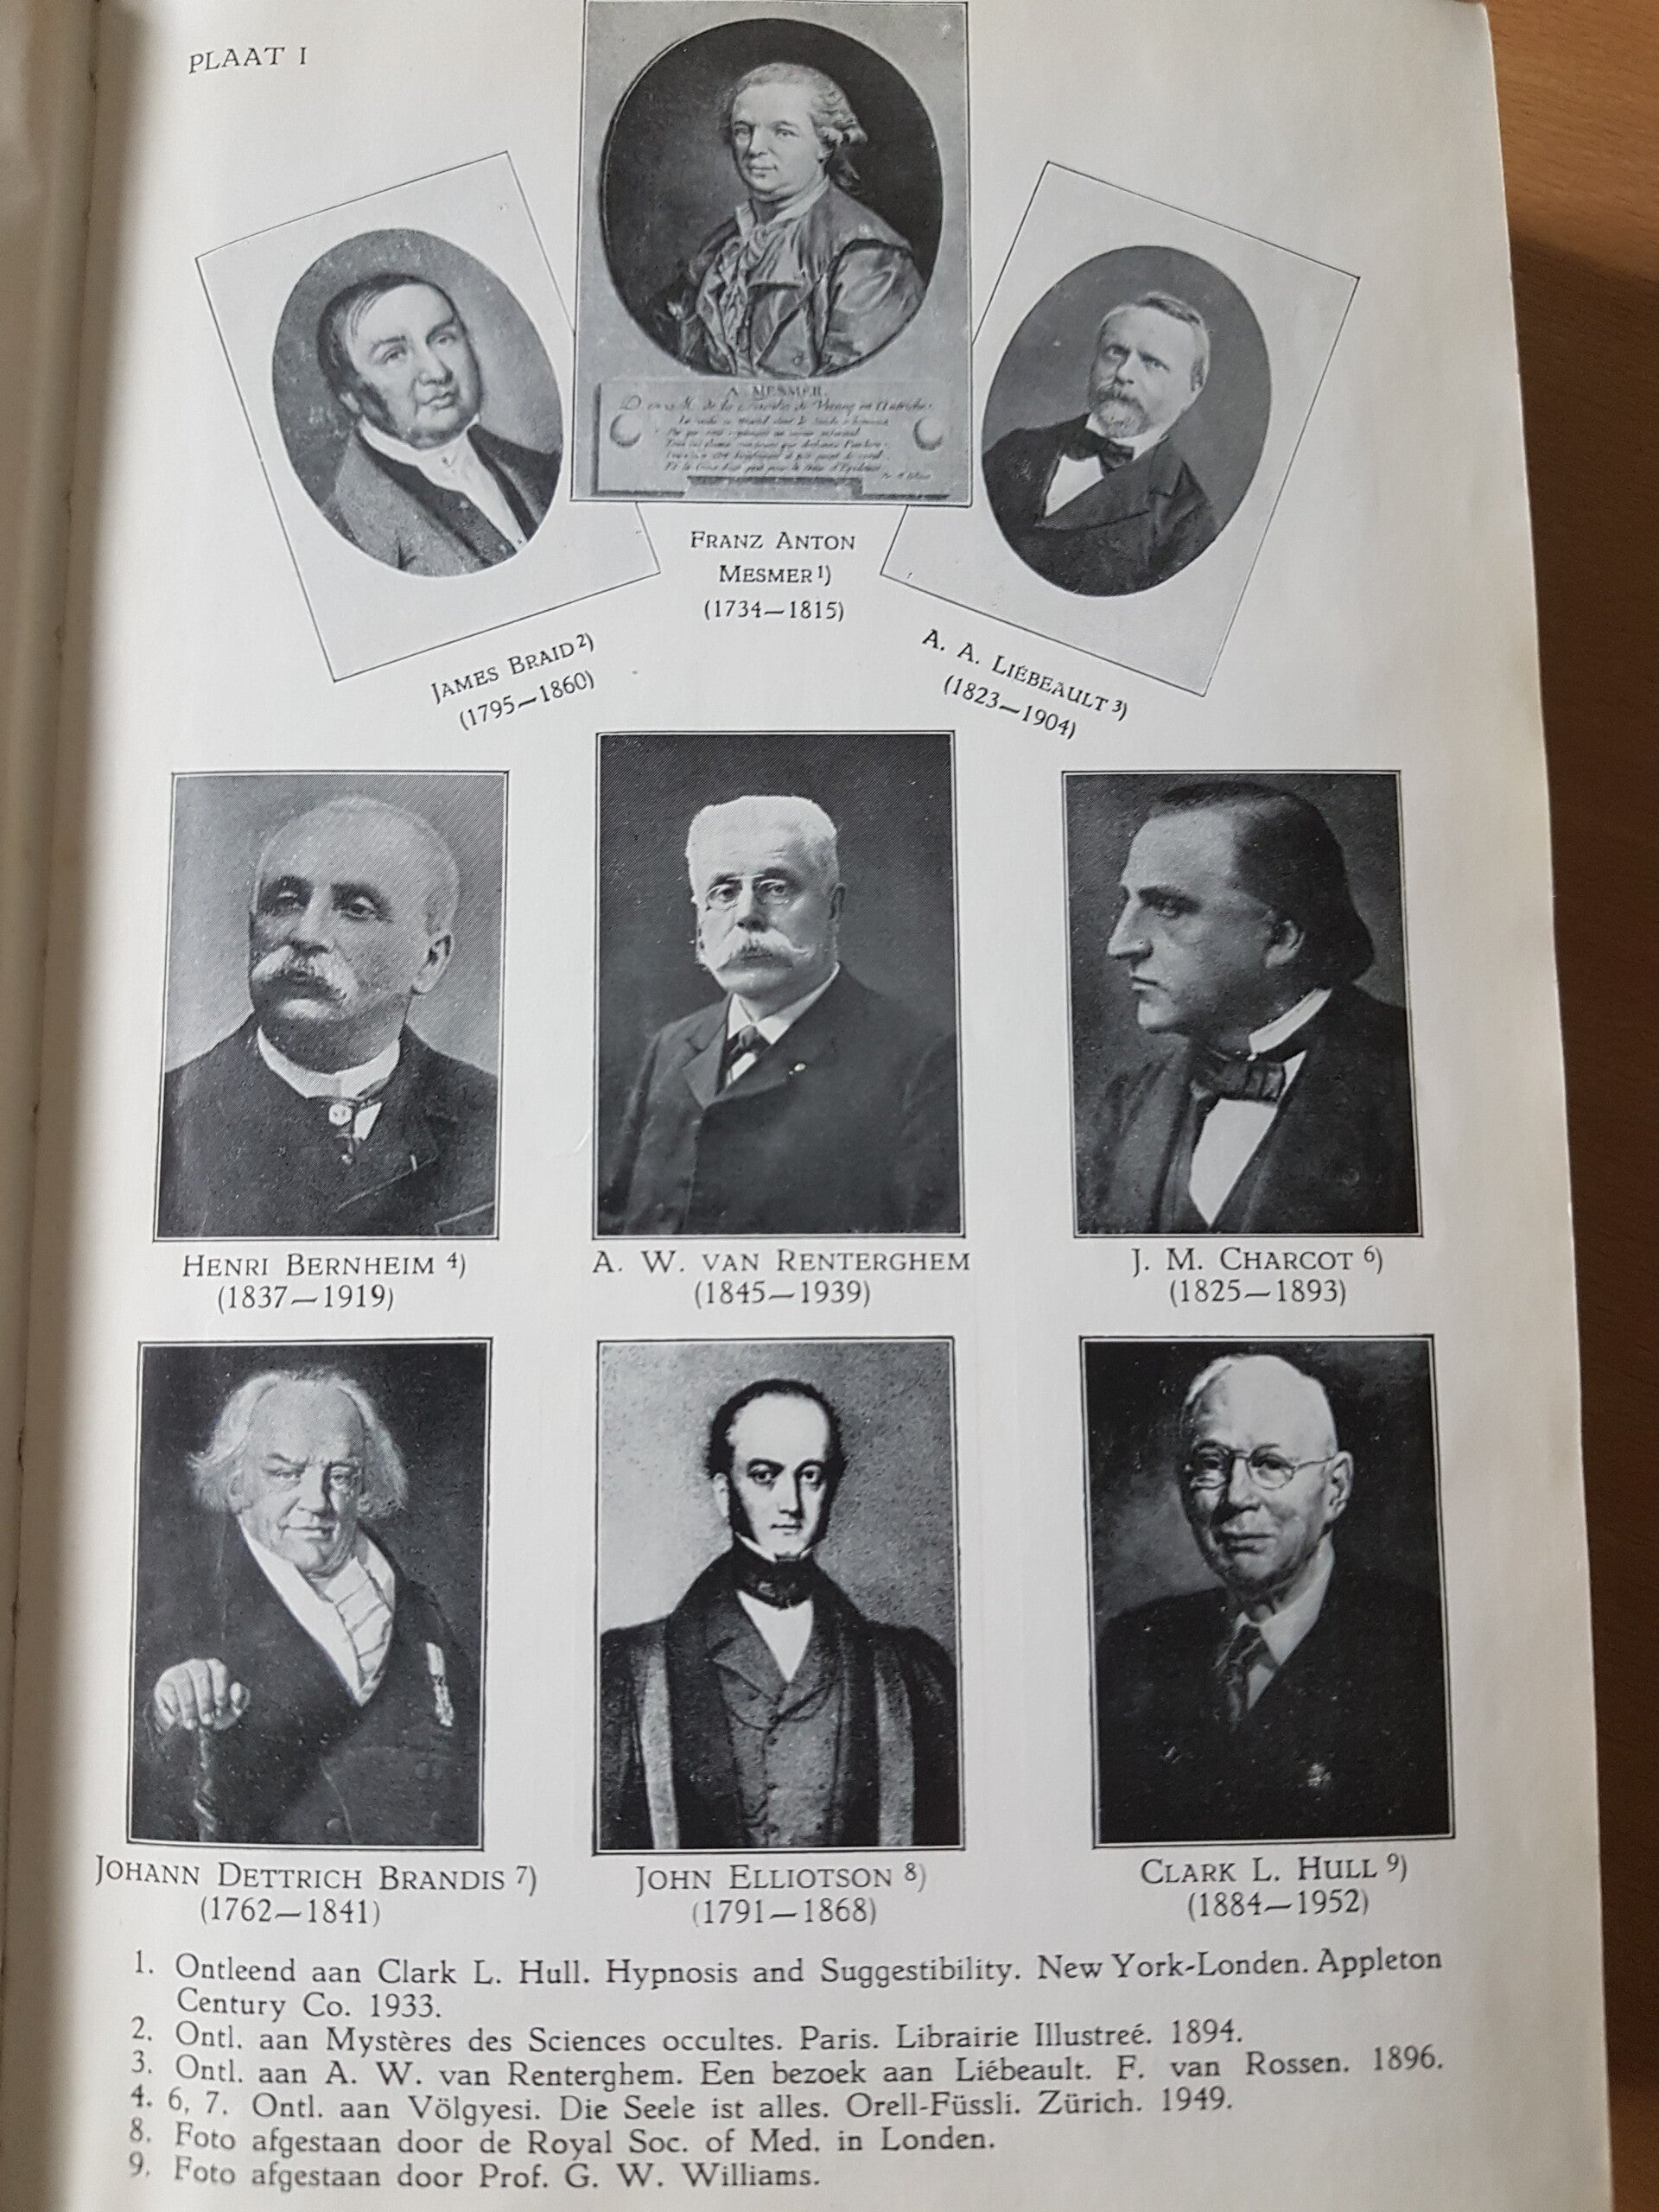 PLAAT I
A. MESMER.
FRANZ ANTON
MESMER 1)
(1734—1815)
JAMES BRAID 2)
(1795—1860)
A. A. LIÉBEAULT 3)
(1823—1904)
HENRI BERNHEIM 4)
(1837—1919)
A. W. VAN RENTERGHEM
(1845—1939)
J. M. CHARCOT 6)
(1825—1893)
JOHANN DETTRICH BRANDIS 7)
(1762—1841)
JOHN ELLIOTSON 8)
(1791—1868)
CLARK L. HULL 9)
(1884—1952)
1. Ontleend aan Clark L. Hull. Hypnosis and Suggestibility. New York-Londen. Appleton
Century Co. 1933.
2. Ontl. aan Mystères des Sciences occultes. Paris. Librairie Illustreé. 1894.
3. Ontl. aan A. W. van Renterghem. Een bezoek aan Liébeault. F. van Rossen. 1896.
4. 6, 7. Ontl. aan Völgyesi. Die Seele ist alles. Orell-Füssli. Zürich. 1949.
8. Foto afgestaan door de Royal Soc. of Med. in Londen.
9. Foto afgestaan door Prof. G. W. Williams.